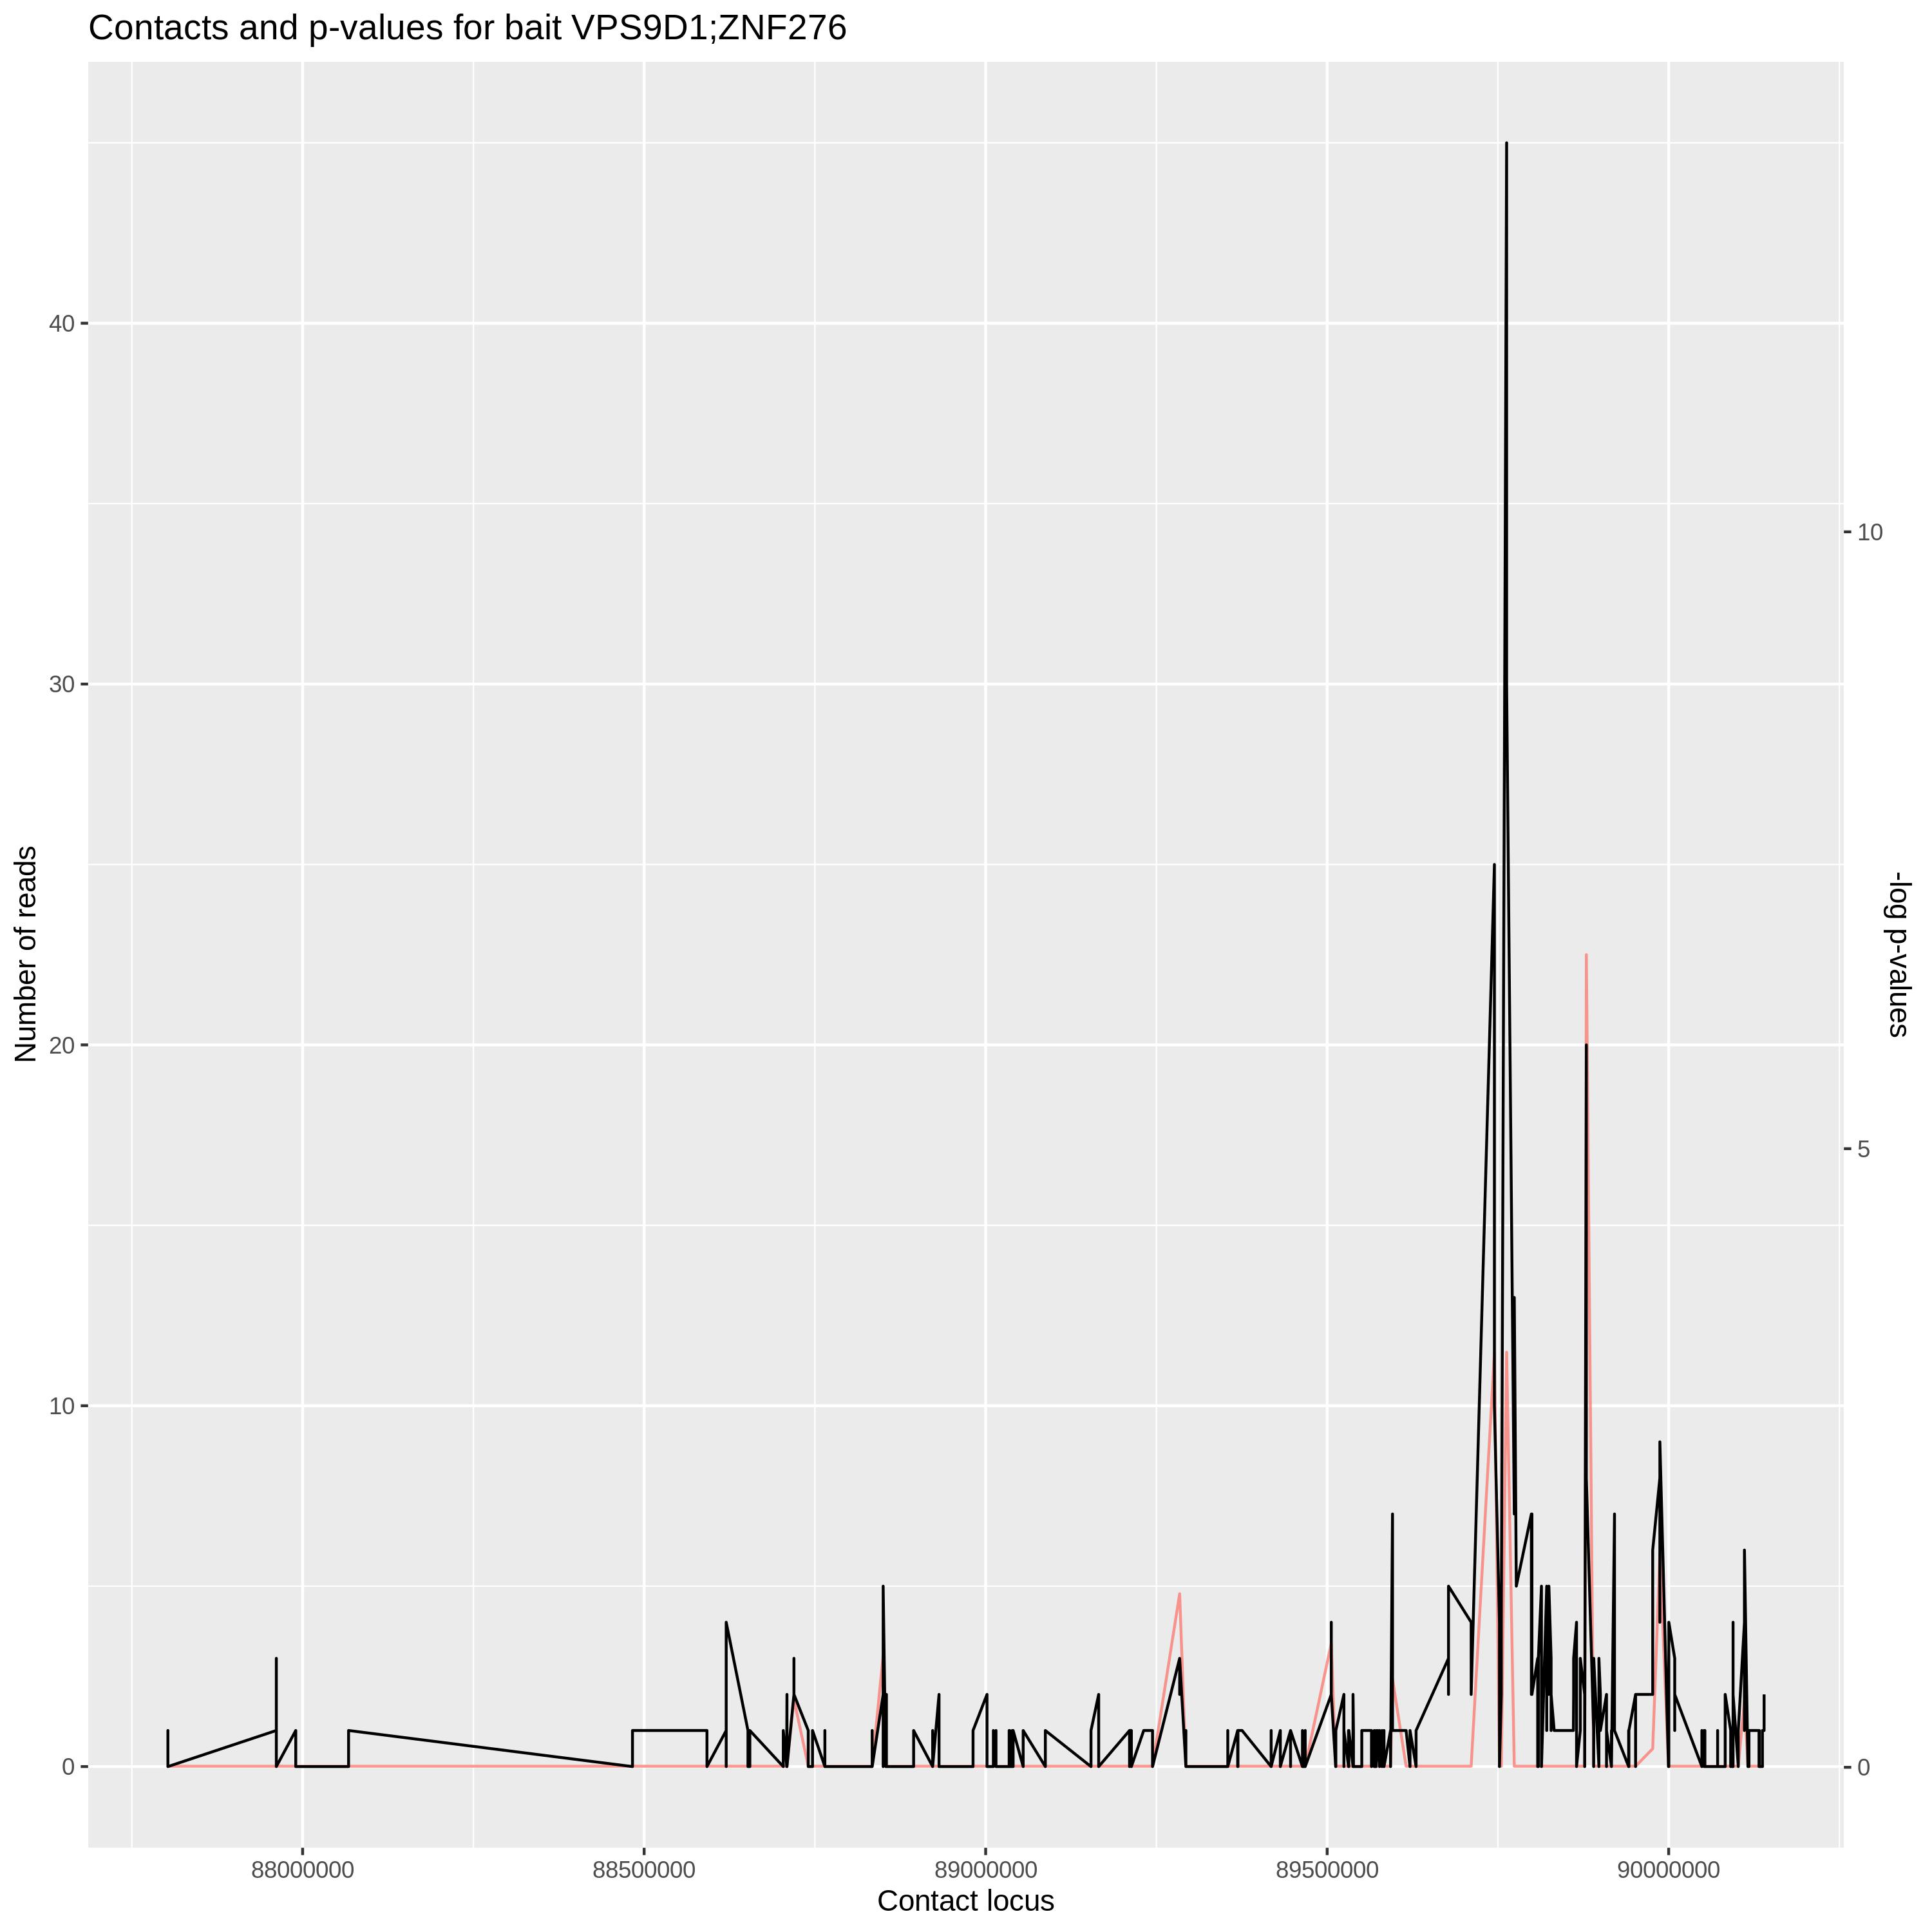 Contacts and p-values for bait VPS9D1;ZNF276
40
30
20
10
0
Number of reads
10
5
0
-log p-values
88000000 88500000 89000000 89500000 90000000
Contact locus